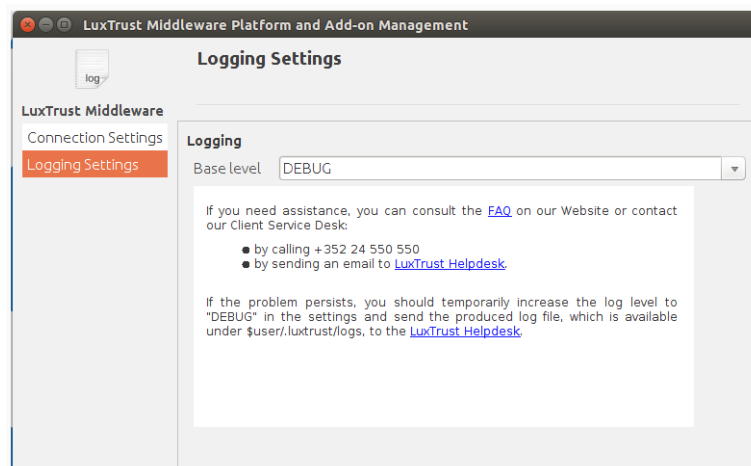 LuxTrust Middleware Platform and Add-on Management
log
Logging Settings
LuxTrust Middleware
Connection Settings
Logging Settings
Logging
Base level DEBUG
If you need assistance, you can consult the FAQ on our Website or contact
our Client Service Desk:
● by calling +352 24 550 550
● by sending an email to LuxTrust Helpdesk.
If the problem persists, you should temporarily increase the log level to
"DEBUG" in the settings and send the produced log file, which is available
under $user/.luxtrust/logs, to the LuxTrust Helpdesk.